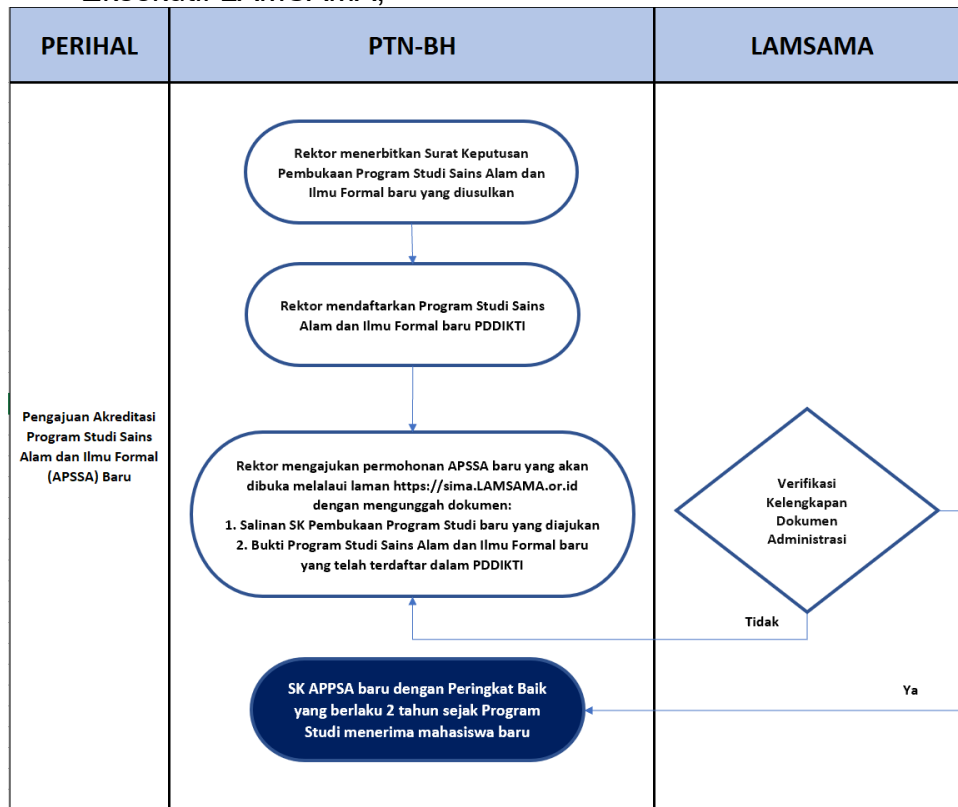 PERIHAL
PTN-BH
LAMSAMA
Rektor menerbitkan Surat Keputusan
Pembukaan Program Studi Sains Alam dan
Ilmu Formal baru yang diusulkan
Rektor mendaftarkan Program Studi Sains
Alam dan Ilmu Formal baru PDDIKTI
Pengajuan Akreditasi
Program Studi Sains
Alam dan Ilmu Formal
(APSSA) Baru
Rektor mengajukan permohonan APSSA baru yang akan
dibuka melalaui laman https://sima.LAMSAMA.or.id
dengan mengunggah dokumen:
1. Salinan SK Pembukaan Program Studi baru yang diajukan
2. Bukti Program Studi Sains Alam dan Ilmu Formal baru
yang telah terdaftar dalam PDDIKTI
Verifikasi
Kelengkapan
Dokumen
Administrasi
Tidak
SK APPSA baru dengan Peringkat Baik
yang berlaku 2 tahun sejak Program
Studi menerima mahasiswa baru
Ya